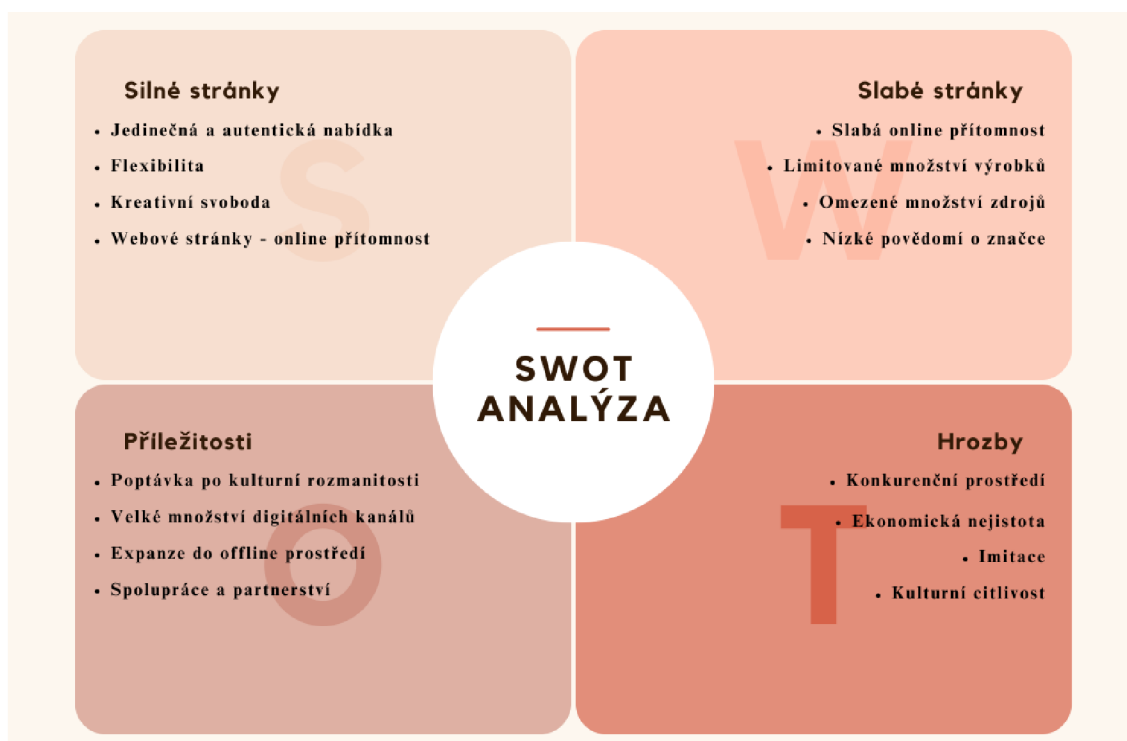 Silné stránky
• Jedinečná a autentická nabídka
• Flexibilita
• Kreativní svoboda
• Webové stránky - online přítomnost
S
Slabé stránky
• Slabá online přítomnost
• Limitované množství výrobků
• Omezené množství zdrojů
• Nízké povědomí o značce
W
SWOT
ANALÝZA
Příležitosti
• Poptávka po kulturní rozmanitosti
• Velké množství digitálních kanálů
• Expanze do offline prostředí
• Spolupráce a partnerství
O
Hrozby
• Konkurenční prostředí
• Ekonomická nejistota
• Imitace
• Kulturní citlivost
T